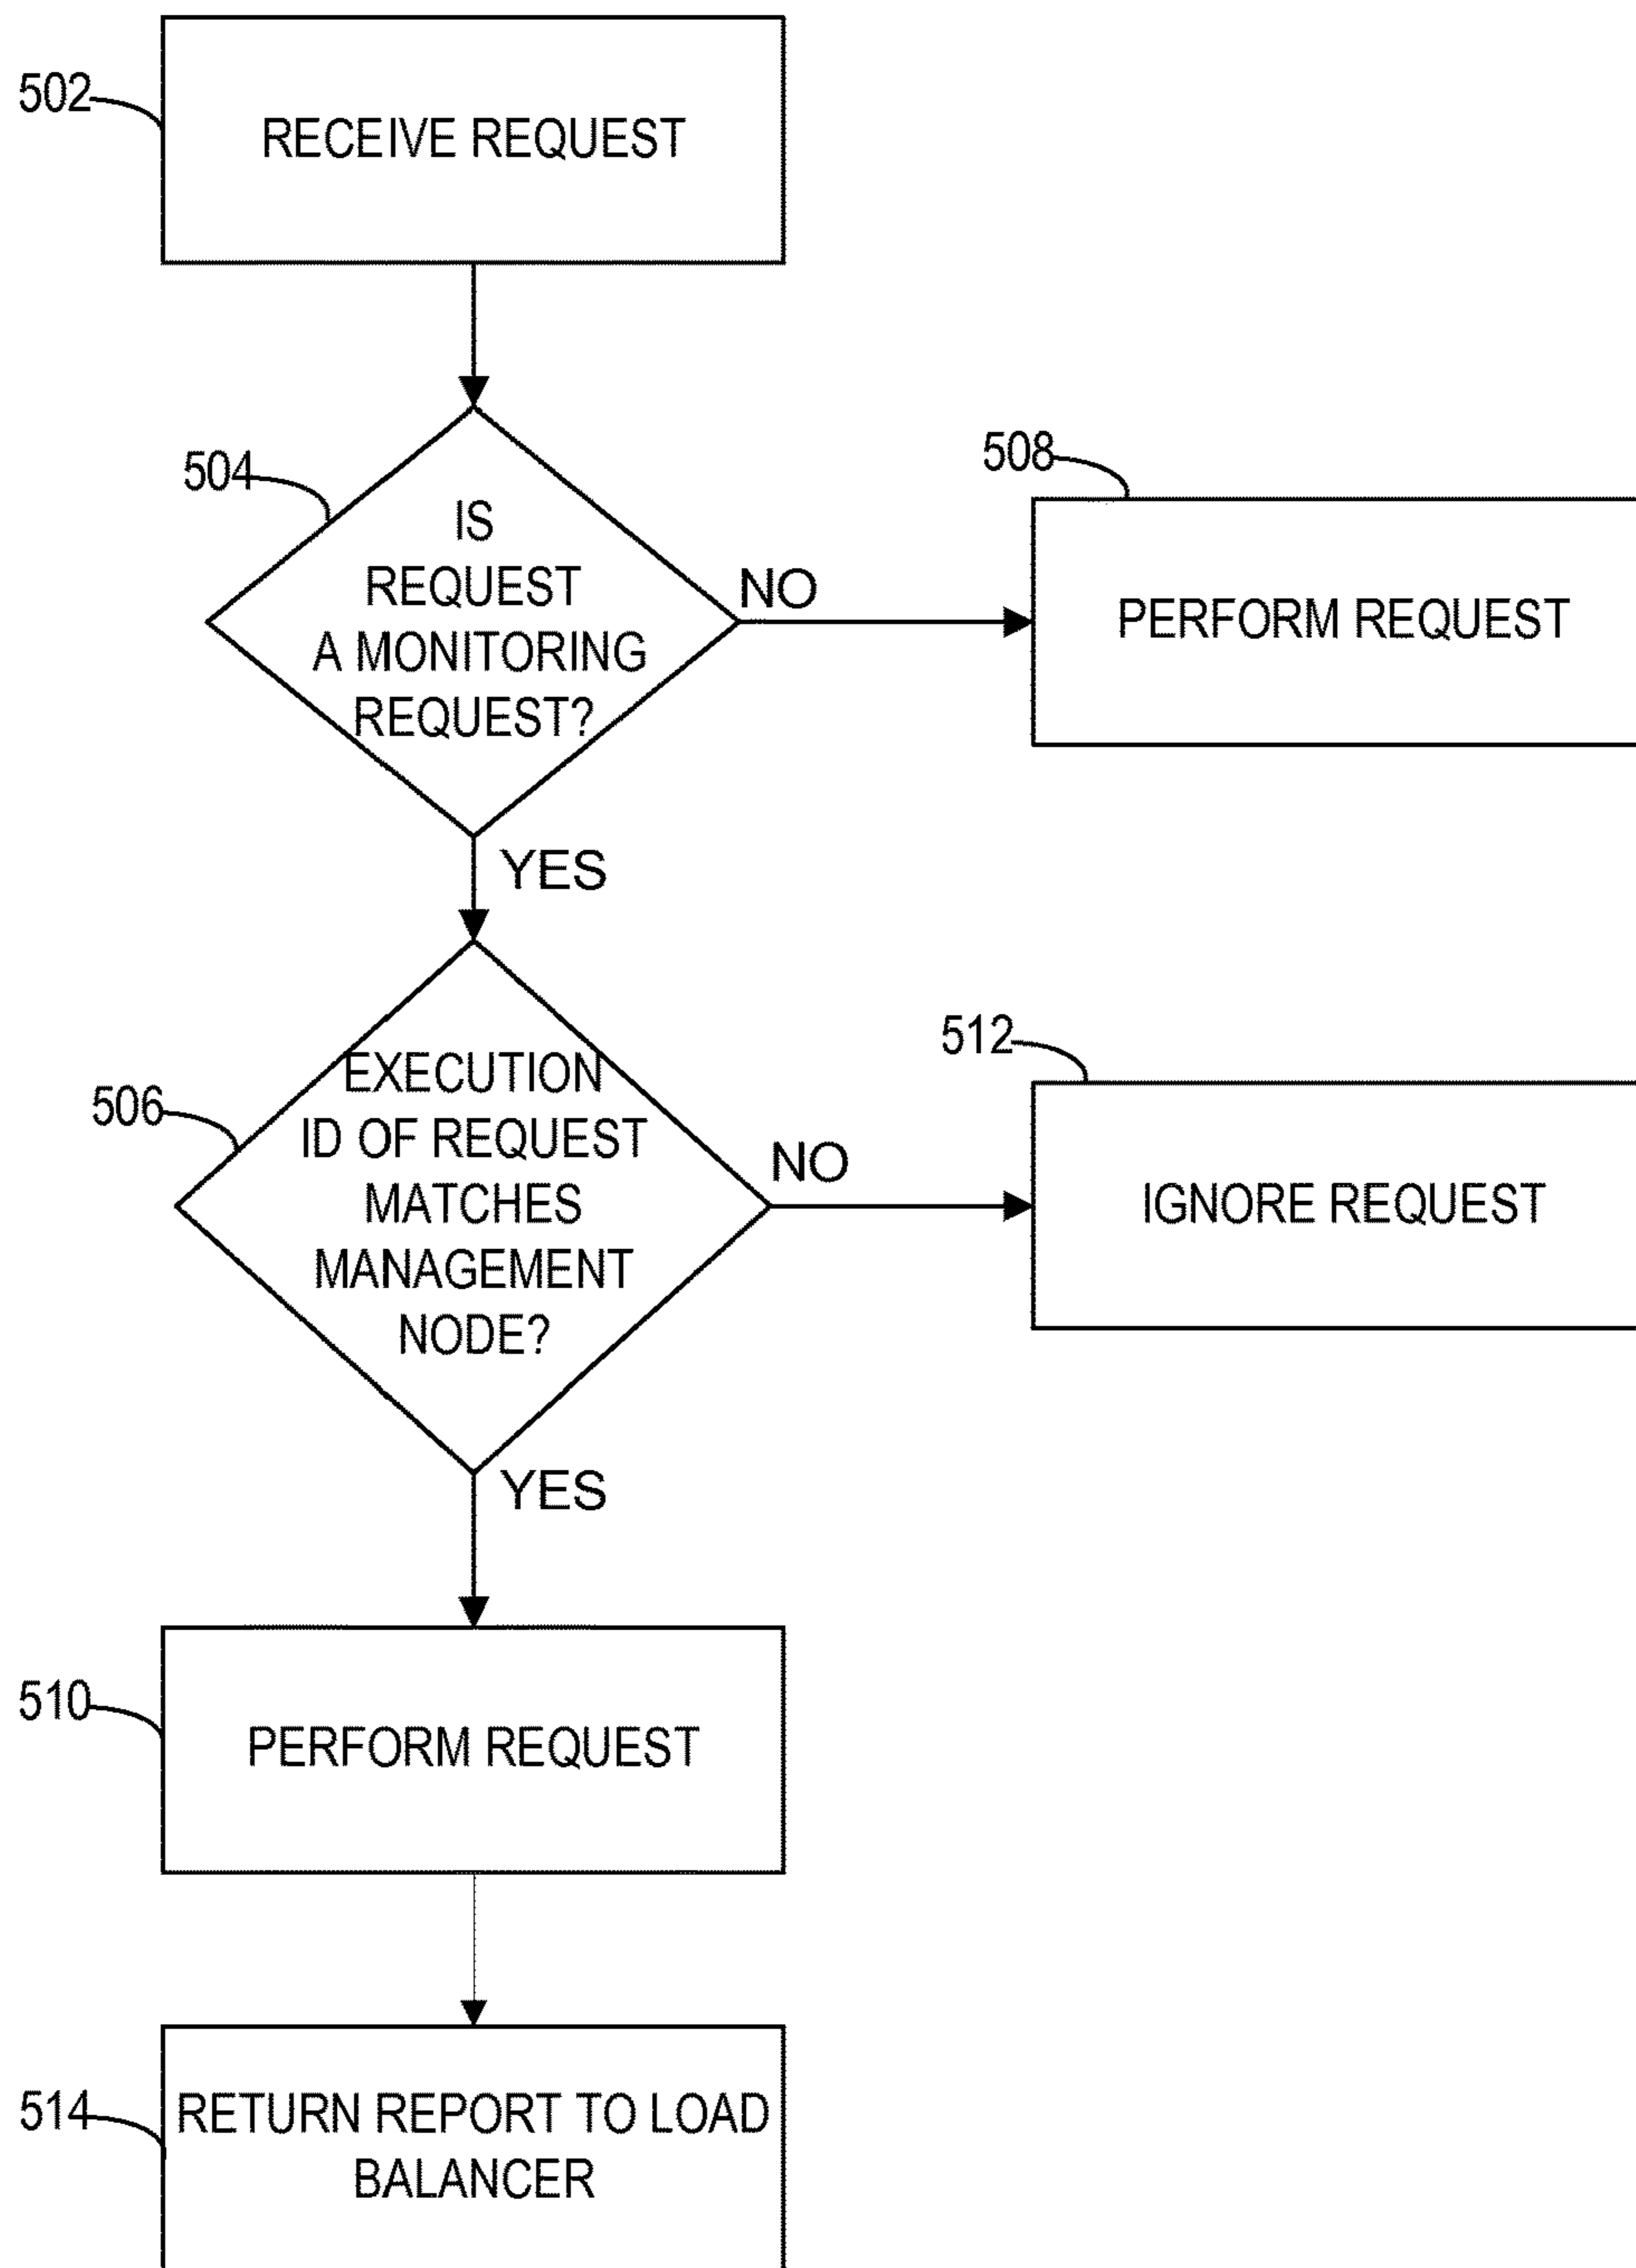 502
RECEIVE REQUEST
504
IS
REQUEST
A MONITORING
REQUEST?
NO
508
PERFORM REQUEST
YES
506
EXECUTION
ID OF REQUEST
MATCHES
MANAGEMENT
NODE?
NO
512
IGNORE REQUEST
YES
510
PERFORM REQUEST
514
RETURN REPORT TO LOAD
BALANCER